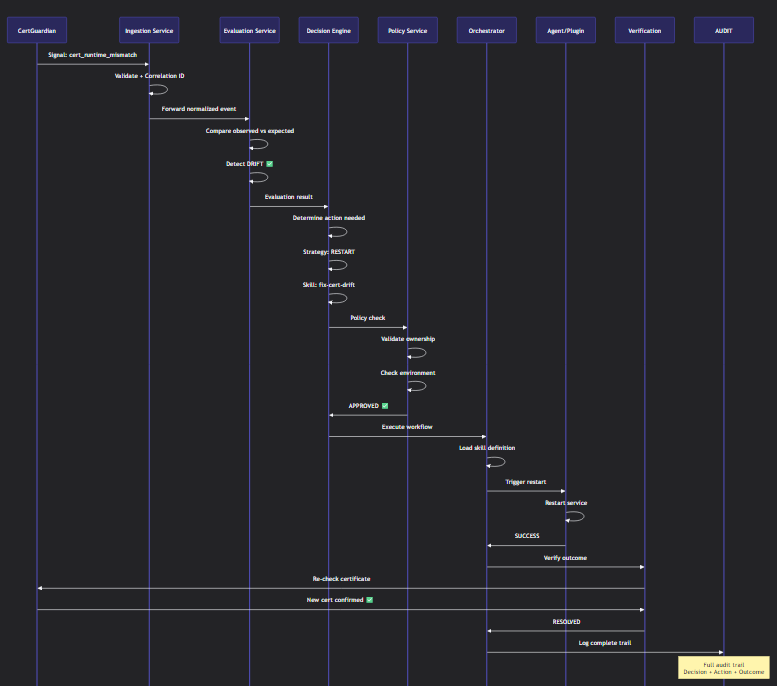 CertGuardian
Ingestion Service
Evaluation Service
Decision Engine
Policy Service
Orchestrator
Agent/Plugin
Verification
AUDIT
Signal: cert_runtime_mismatch
Validate + Correlation ID
Forward normalized event
Compare observed vs expected
Detect DRIFT ✅
Evaluation result
Determine action needed
Strategy: RESTART
Skill: fix-cert-drift
Policy check
Validate ownership
Check environment
APPROVED ✅
Execute workflow
Load skill definition
Trigger restart
Restart service
SUCCESS
Verify outcome
Re-check certificate
New cert confirmed ✅
RESOLVED
Log complete trail
Full audit trail
Decision + Action + Outcome